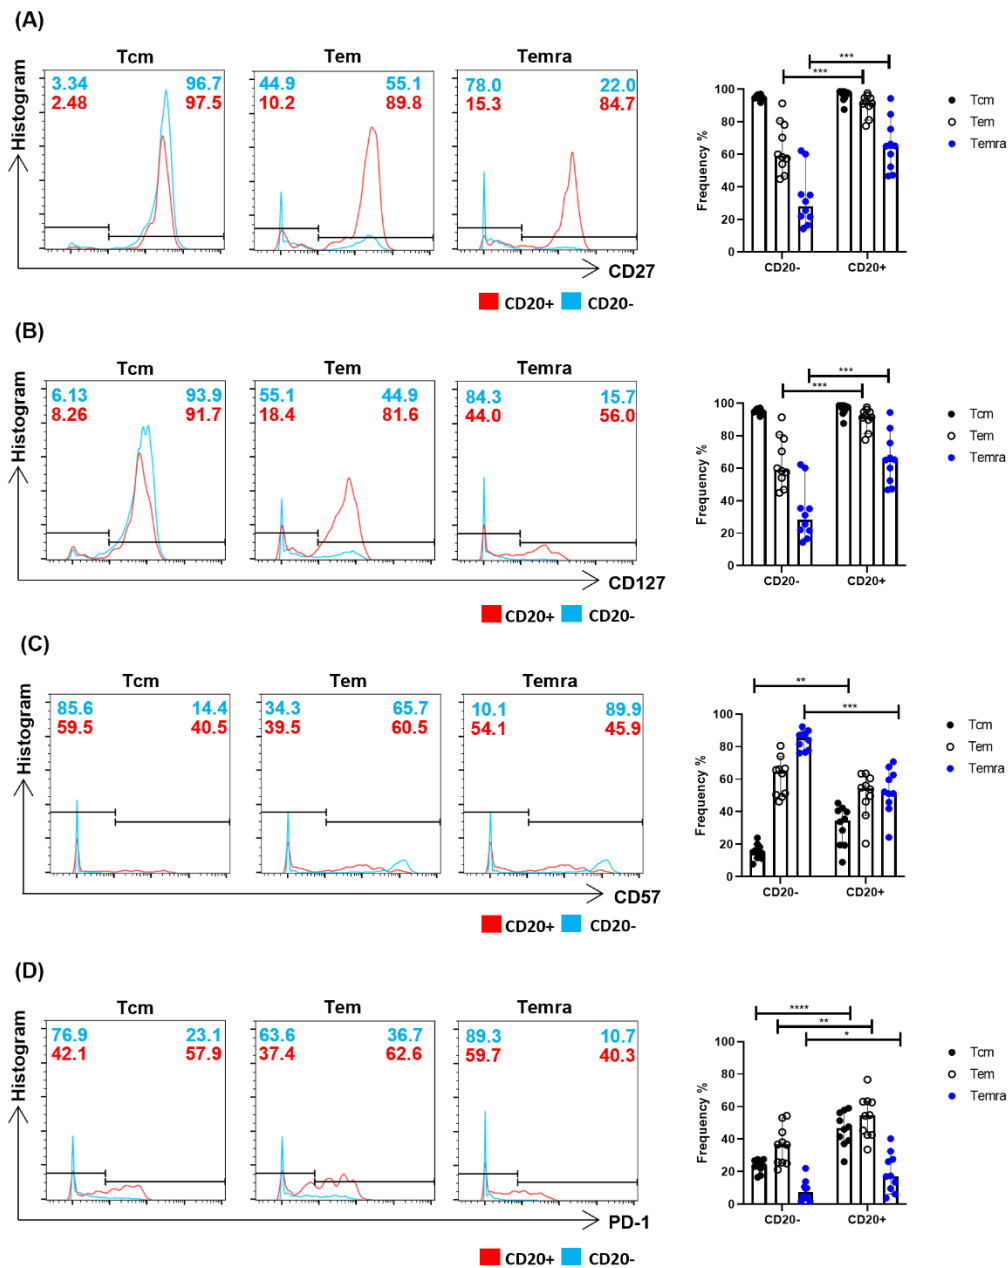 (A)
Tcm Tem Temra
3.34 96.7 44.9 55.1 78.0 22.0
2.48 97.5 10.2 89.8 15.3 84.7
Histogram
CD27
CD20+ CD20-
*** ***
Frequency %
100
80
60
40
20
0
CD20- CD20+
Tcm
Tem
Temra
(B)
Tcm Tem Temra
6.13 93.9 55.1 44.9 84.3 15.7
8.26 91.7 18.4 81.6 44.0 56.0
Histogram
CD127
CD20+ CD20-
*** ***
Frequency %
100
80
60
40
20
0
CD20- CD20+
Tcm
Tem
Temra
(C)
Tcm Tem Temra
85.6 14.4 34.3 65.7 10.1 89.9
59.5 40.5 39.5 60.5 54.1 45.9
Histogram
CD57
CD20+ CD20-
** ***
Frequency %
100
80
60
40
20
0
CD20- CD20+
Tcm
Tem
Temra
(D)
Tcm Tem Temra
76.9 23.1 63.6 36.7 89.3 10.7
42.1 57.9 37.4 62.6 59.7 40.3
Histogram
PD-1
CD20+ CD20-
**** ** *
Frequency %
100
80
60
40
20
0
CD20- CD20+
Tcm
Tem
Temra